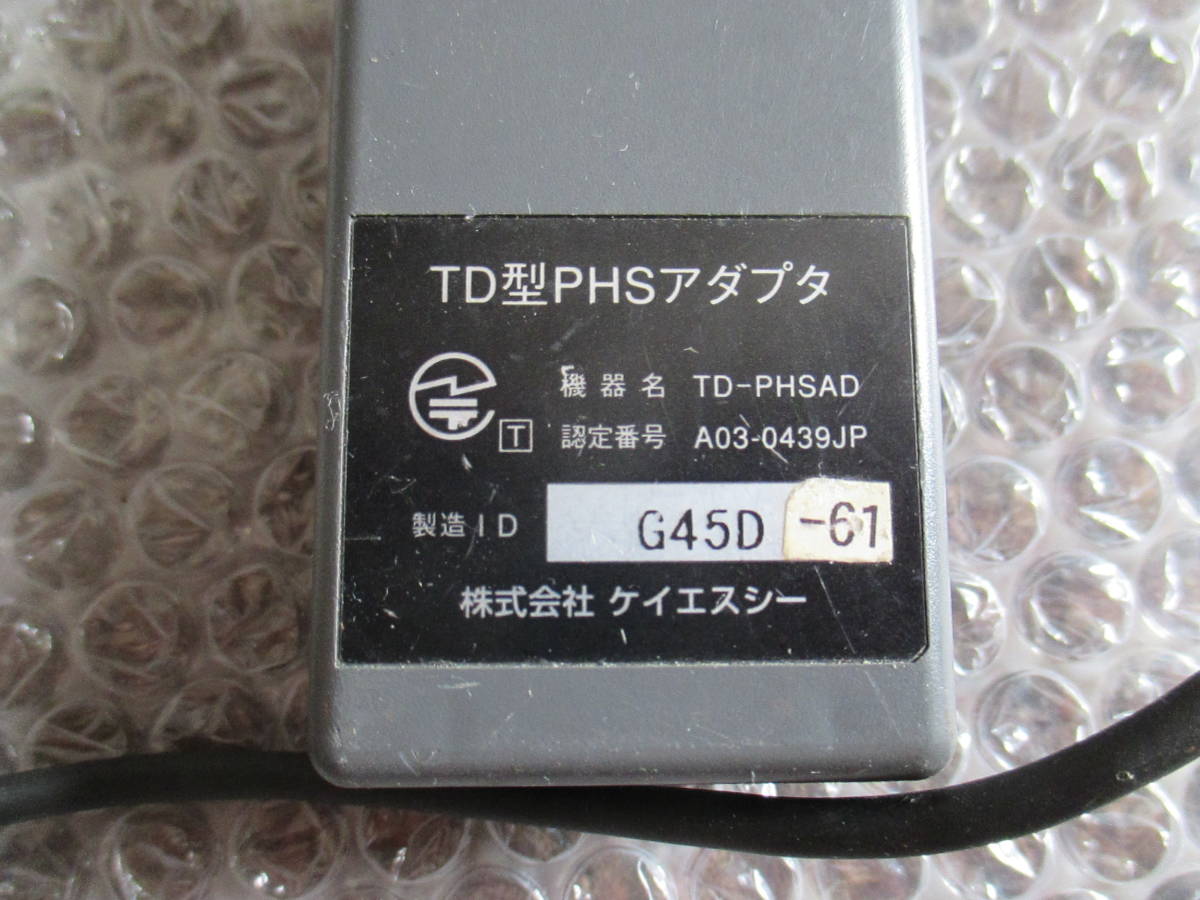 TD型PHSアダプタ
機器名 TD-PHSAD
T 認定番号 A03-0439JP
製造ID G45D -61
株式会社 ケイエスシー